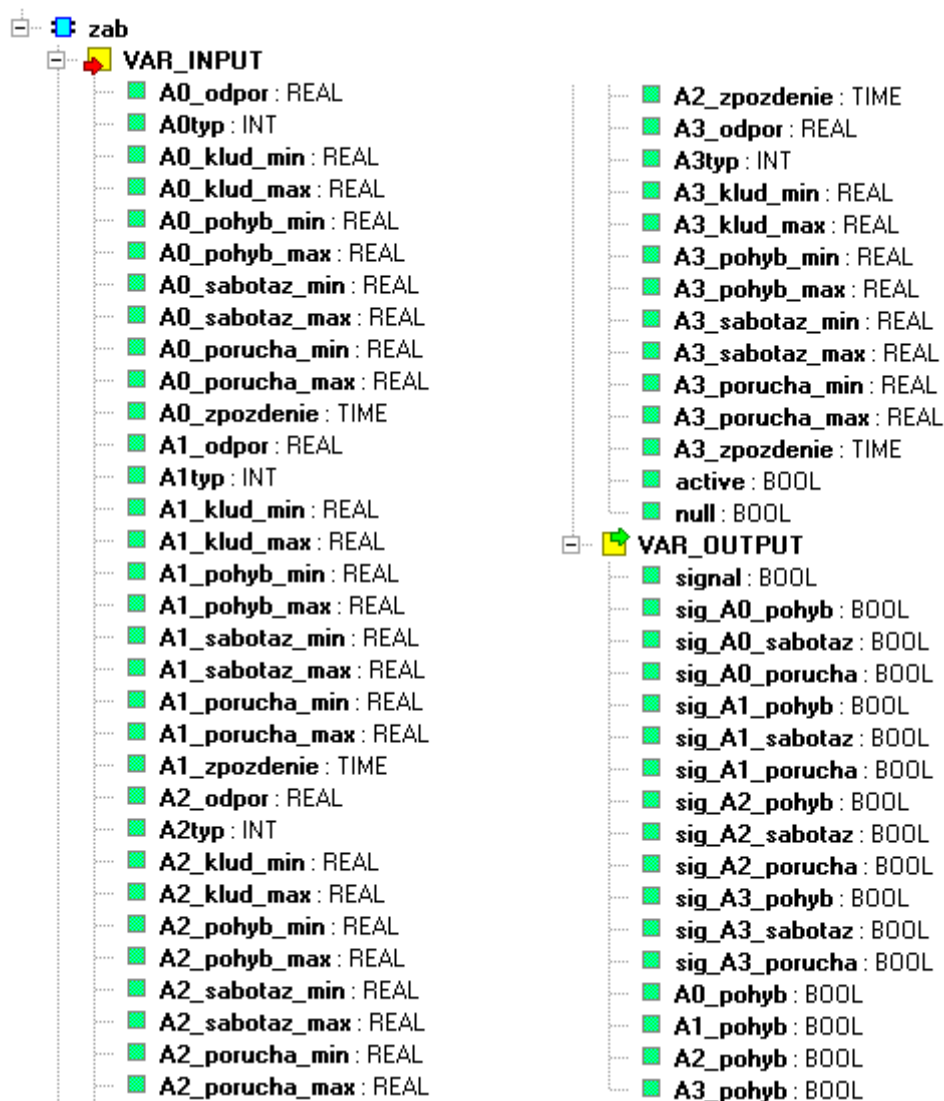 zab
VAR_INPUT
A0_odpor : REAL
A0typ : INT
A0_klud_min : REAL
A0_klud_max : REAL
A0_pohyb_min : REAL
A0_pohyb_max : REAL
A0_sabotaz_min : REAL
A0_sabotaz_max : REAL
A0_porucha_min : REAL
A0_porucha_max : REAL
A0_zpozdenie : TIME
A1_odpor : REAL
A1typ : INT
A1_klud_min : REAL
A1_klud_max : REAL
A1_pohyb_min : REAL
A1_pohyb_max : REAL
A1_sabotaz_min : REAL
A1_sabotaz_max : REAL
A1_porucha_min : REAL
A1_porucha_max : REAL
A1_zpozdenie : TIME
A2_odpor : REAL
A2typ : INT
A2_klud_min : REAL
A2_klud_max : REAL
A2_pohyb_min : REAL
A2_pohyb_max : REAL
A2_sabotaz_min : REAL
A2_sabotaz_max : REAL
A2_porucha_min : REAL
A2_porucha_max : REAL
A2_zpozdenie : TIME
A3_odpor : REAL
A3typ : INT
A3_klud_min : REAL
A3_klud_max : REAL
A3_pohyb_min : REAL
A3_pohyb_max : REAL
A3_sabotaz_min : REAL
A3_sabotaz_max : REAL
A3_porucha_min : REAL
A3_porucha_max : REAL
A3_zpozdenie : TIME
active : BOOL
null : BOOL
VAR_OUTPUT
signal : BOOL
sig_A0_pohyb : BOOL
sig_A0_sabotaz : BOOL
sig_A0_porucha : BOOL
sig_A1_pohyb : BOOL
sig_A1_sabotaz : BOOL
sig_A1_porucha : BOOL
sig_A2_pohyb : BOOL
sig_A2_sabotaz : BOOL
sig_A2_porucha : BOOL
sig_A3_pohyb : BOOL
sig_A3_sabotaz : BOOL
sig_A3_porucha : BOOL
A0_pohyb : BOOL
A1_pohyb : BOOL
A2_pohyb : BOOL
A3_pohyb : BOOL